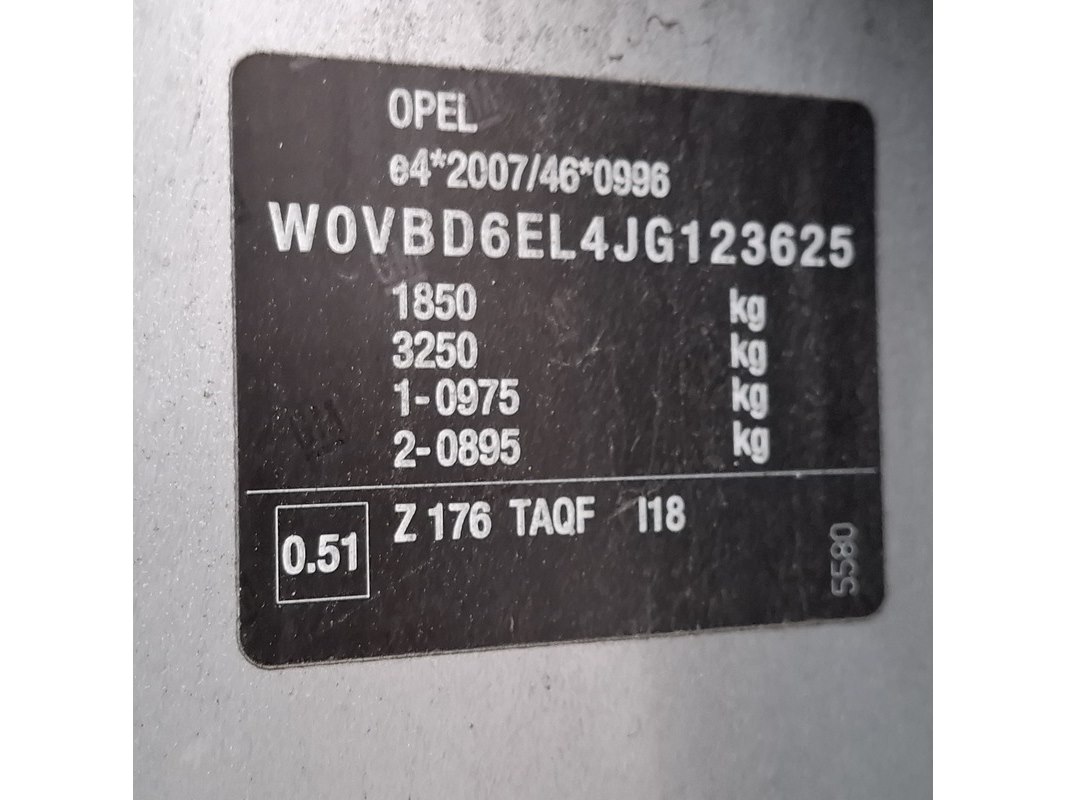 OPEL
e4*2007/46*0996
W0VBD6EL4JG123625
1850 kg
3250 kg
1-0975 kg
2-0895 kg
0.51 Z 176 TAQF I18
5580